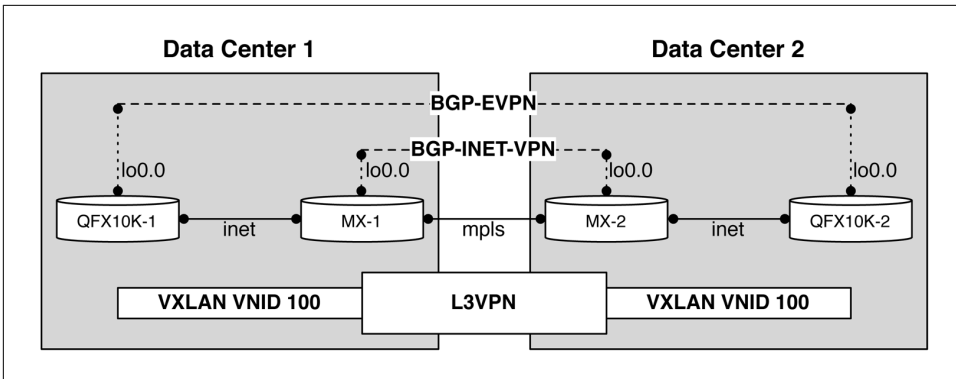 Data Center 1
Data Center 2
BGP-EVPN
BGP-INET-VPN
lo0.0
lo0.0
lo0.0
lo0.0
QFX10K-1
MX-1
MX-2
QFX10K-2
inet
mpls
inet
VXLAN VNID 100
L3VPN
VXLAN VNID 100